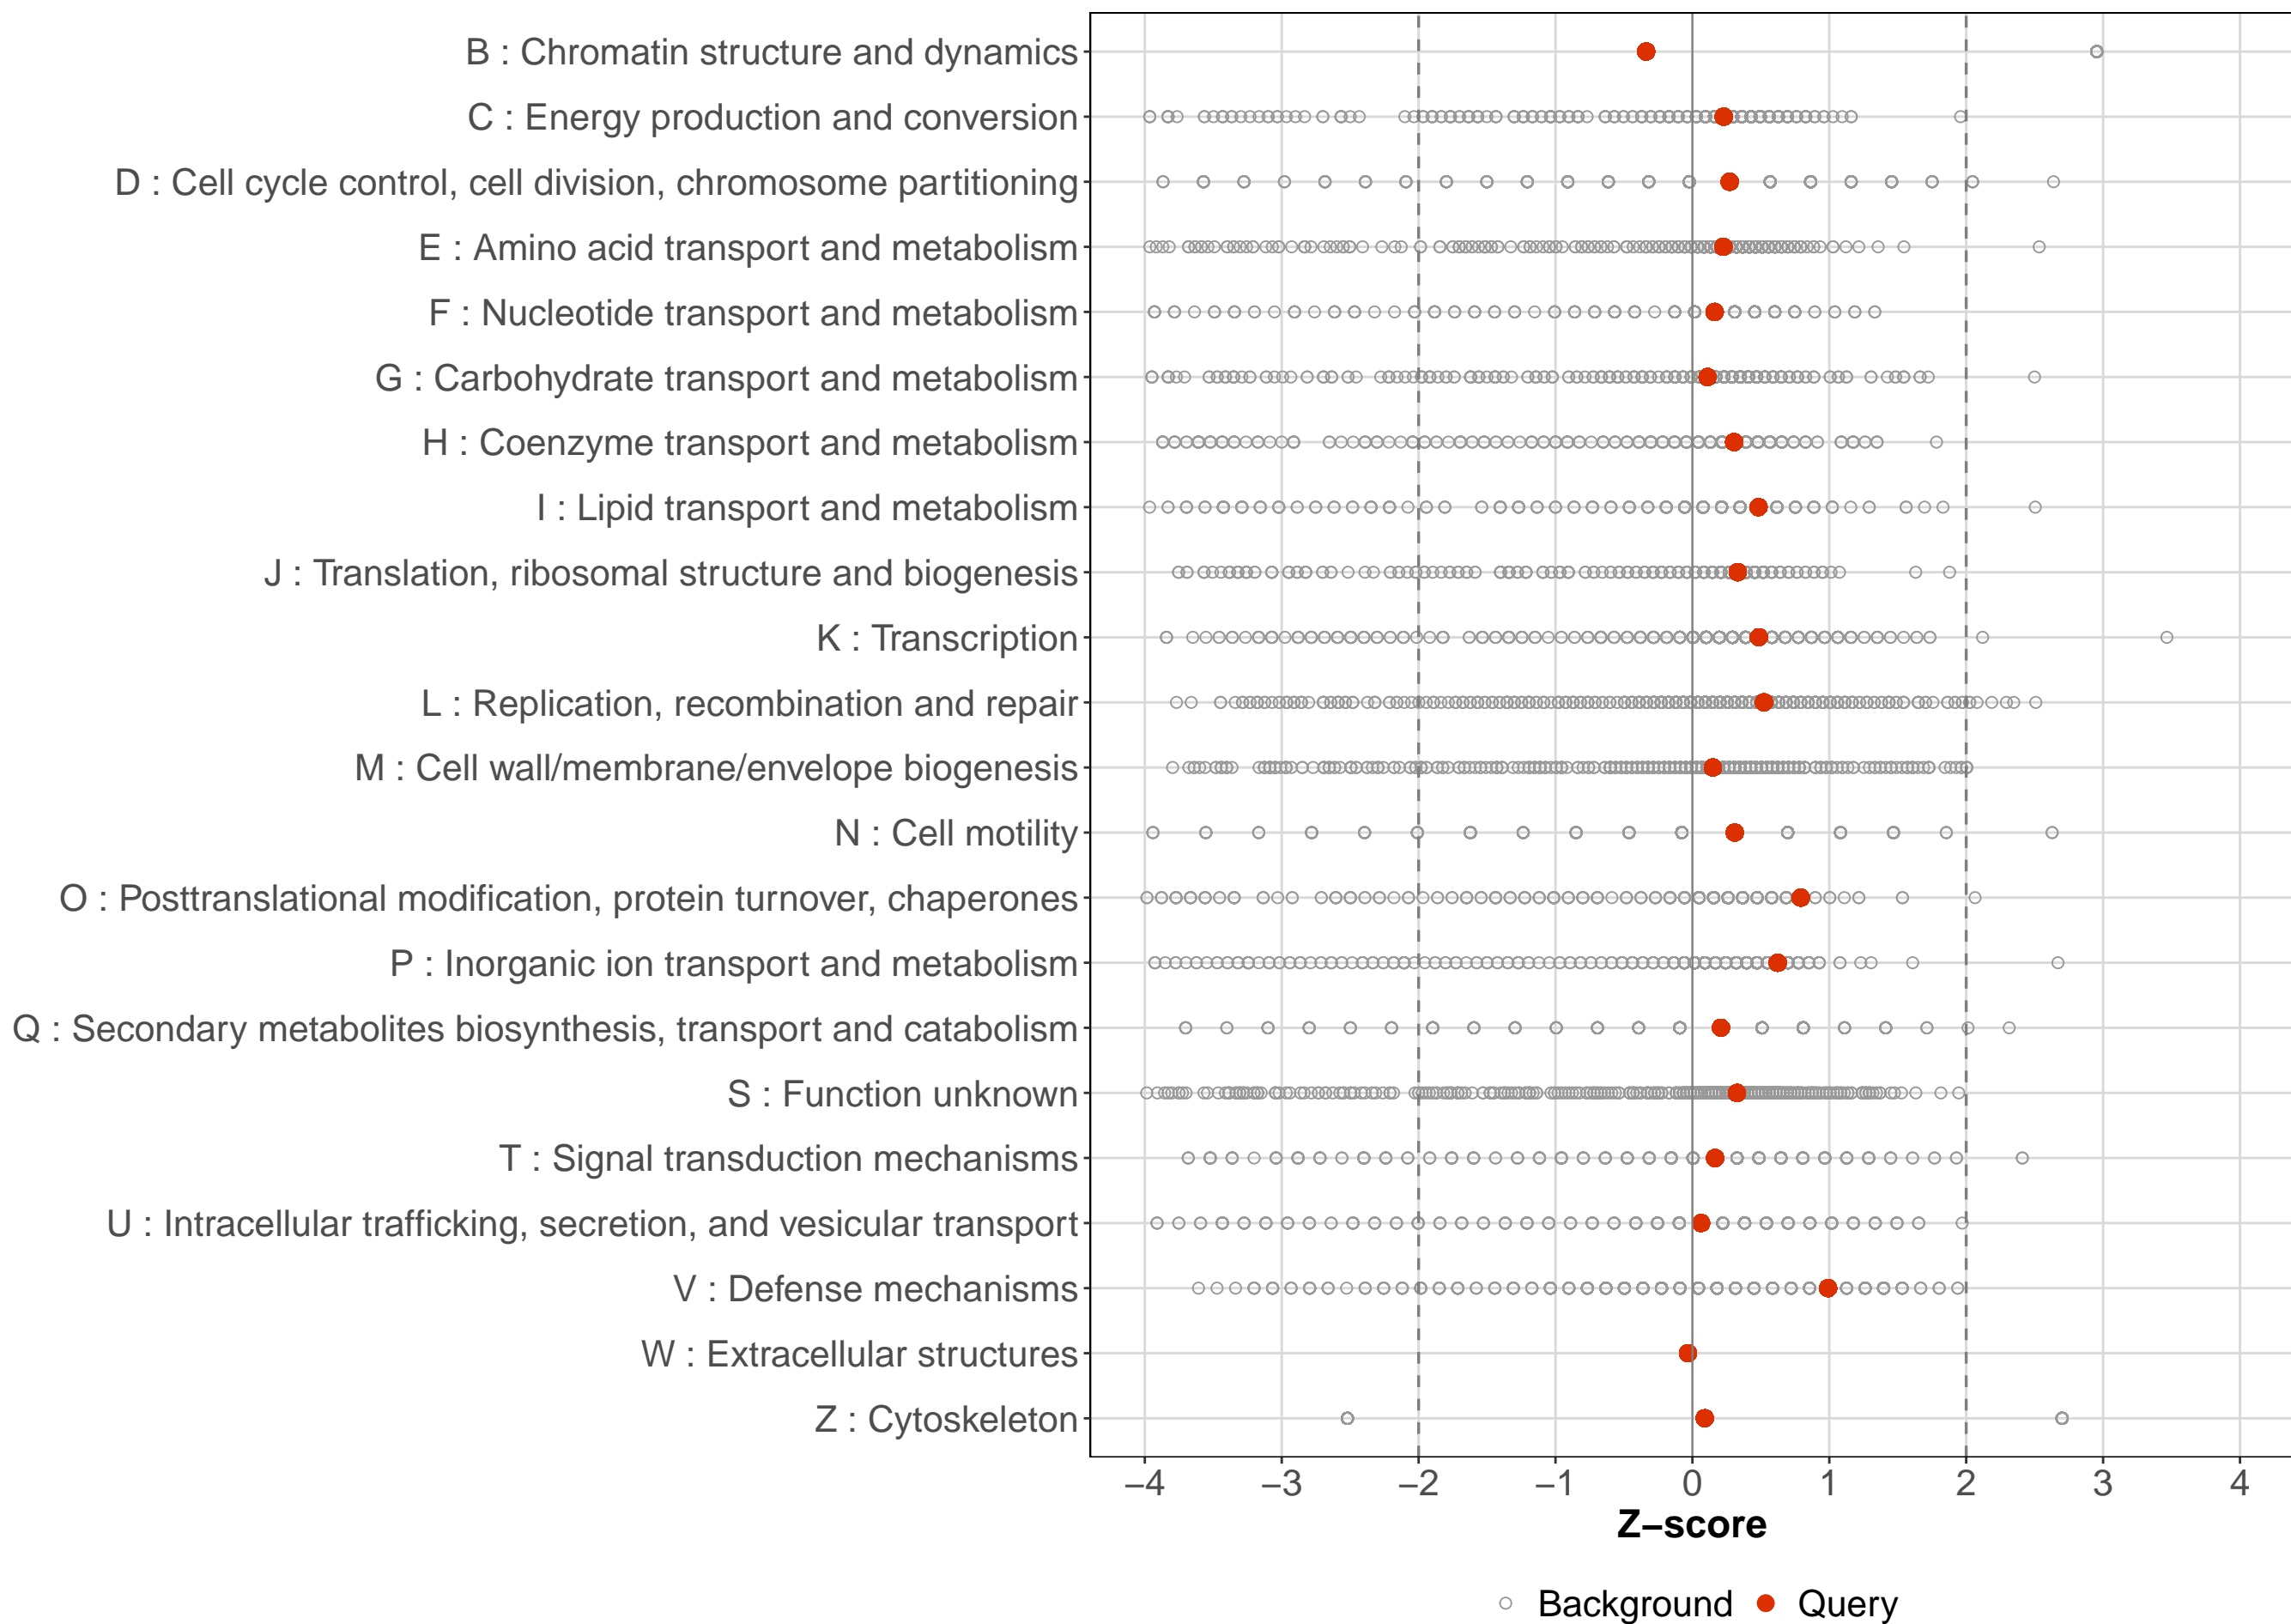 B : Chromatin structure and dynamics
C : Energy production and conversion
D : Cell cycle control, cell division, chromosome partitioning
E : Amino acid transport and metabolism
F : Nucleotide transport and metabolism
G : Carbohydrate transport and metabolism
H : Coenzyme transport and metabolism
I : Lipid transport and metabolism
J : Translation, ribosomal structure and biogenesis
K : Transcription
L : Replication, recombination and repair
M : Cell wall/membrane/envelope biogenesis
N : Cell motility
O : Posttranslational modification, protein turnover, chaperones
P : Inorganic ion transport and metabolism
Q : Secondary metabolites biosynthesis, transport and catabolism
S : Function unknown
T : Signal transduction mechanisms
U : Intracellular trafficking, secretion, and vesicular transport
V : Defense mechanisms
W : Extracellular structures
Z : Cytoskeleton
−4 −3 −2 −1 0 1 2 3 4
Z−score
Background Query